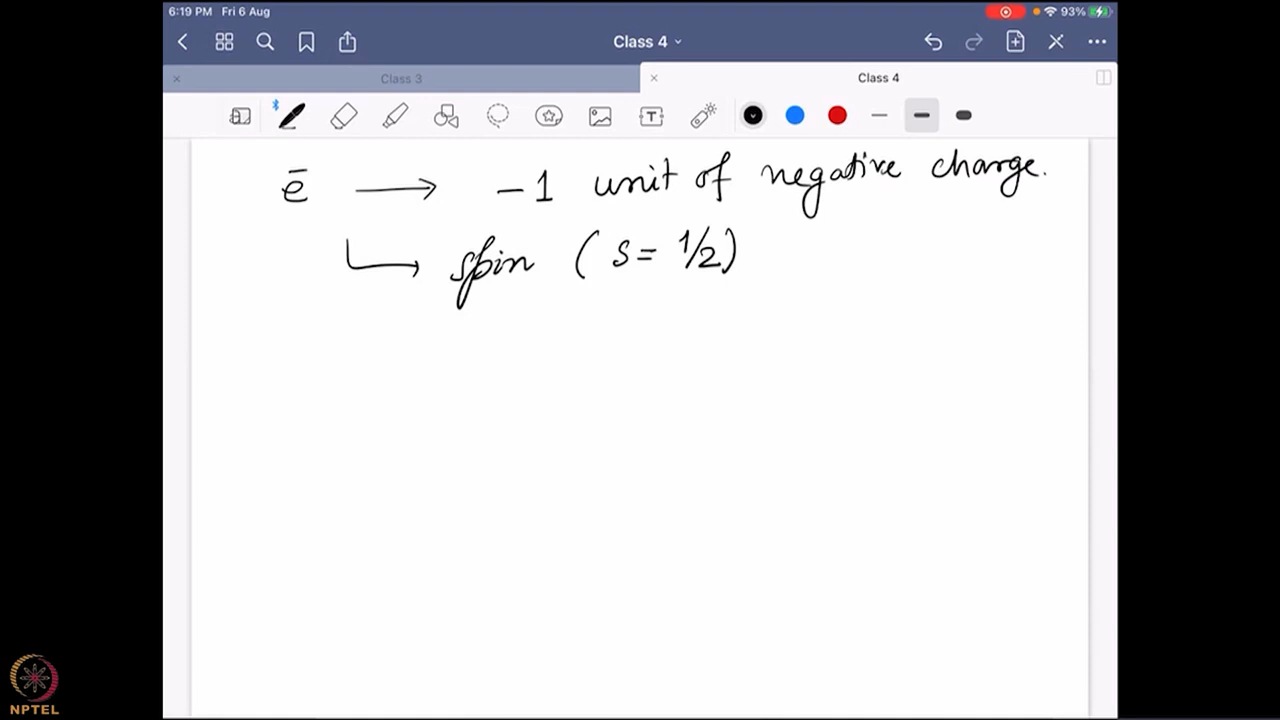 6:19 PM Fri 6 Aug 93%
Class 4
Class 3 Class 4
T
ē → −1 unit of negative charge.
↳ spin (s = 1/2)
NPTEL